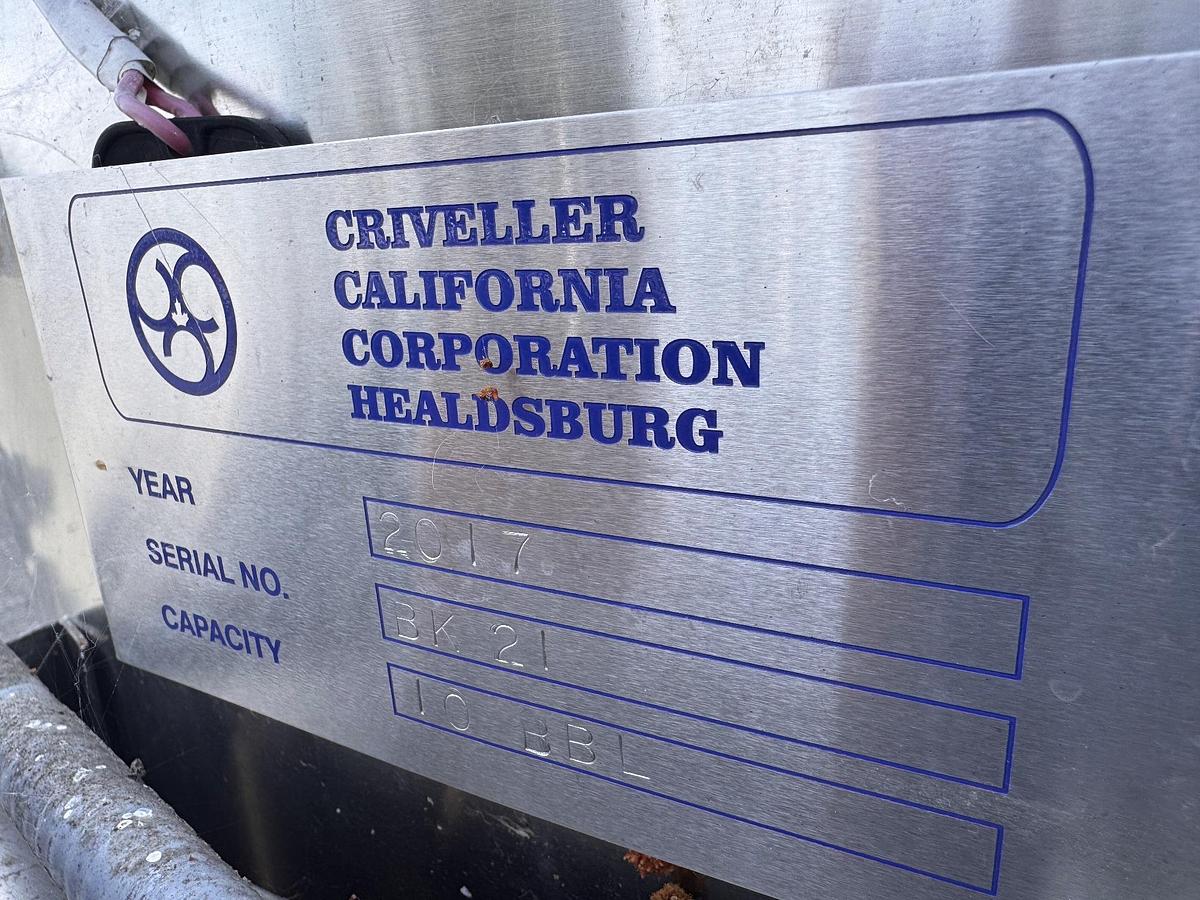 CRIVELLER
CALIFORNIA
CORPORATION
HEALDSBURG
YEAR 2017
SERIAL NO. BK 21
CAPACITY 10 BBL